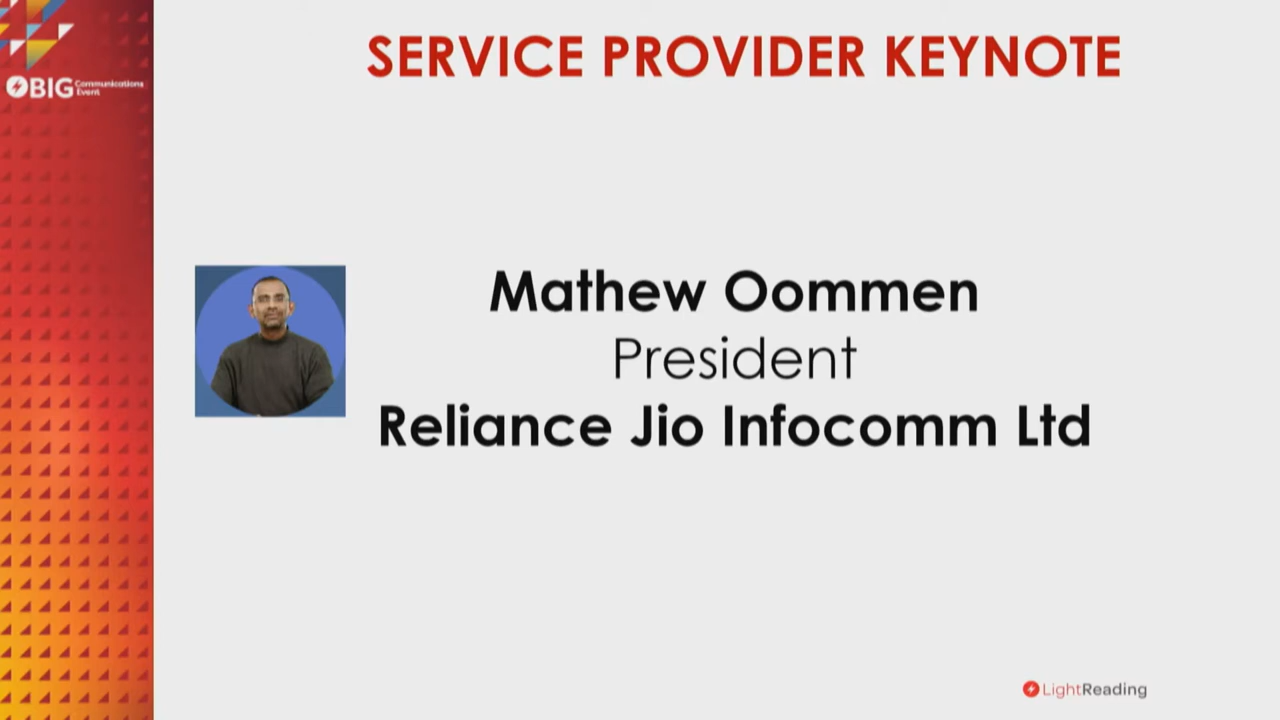 SERVICE PROVIDER KEYNOTE
BIG Communications
Event
Mathew Oommen
President
Reliance Jio Infocomm Ltd
LightReading